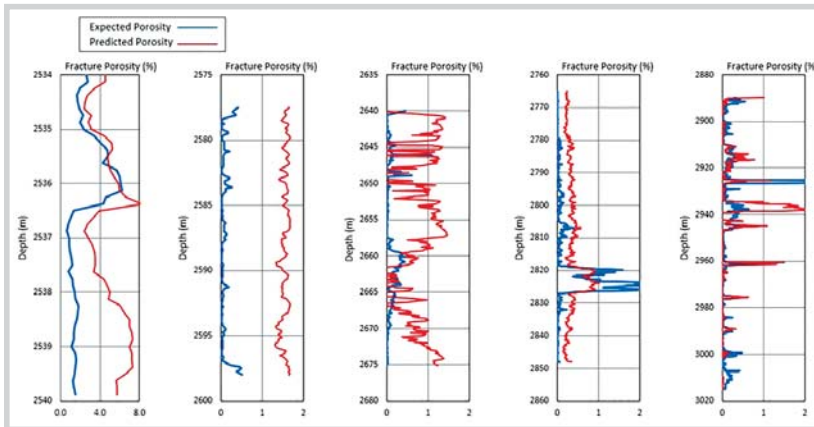 Expected Porosity
Predicted Porosity
Fracture Porosity (%)
Fracture Porosity (%)
Fracture Porosity (%)
Fracture Porosity (%)
Fracture Porosity (%)
2534
2535
2536
2537
2538
2539
2540
Depth (m)
0.0 4.0 8.0
2575
2580
2585
2590
2595
2600
Depth (m)
0 1 2
2635
2640
2645
2650
2655
2660
2665
2670
2675
2680
Depth (m)
0 1 2
2760
2770
2780
2790
2800
2810
2820
2830
2840
2850
2860
Depth (m)
0 1 2
2880
2900
2920
2940
2960
2980
3000
3020
Depth (m)
0 1 2